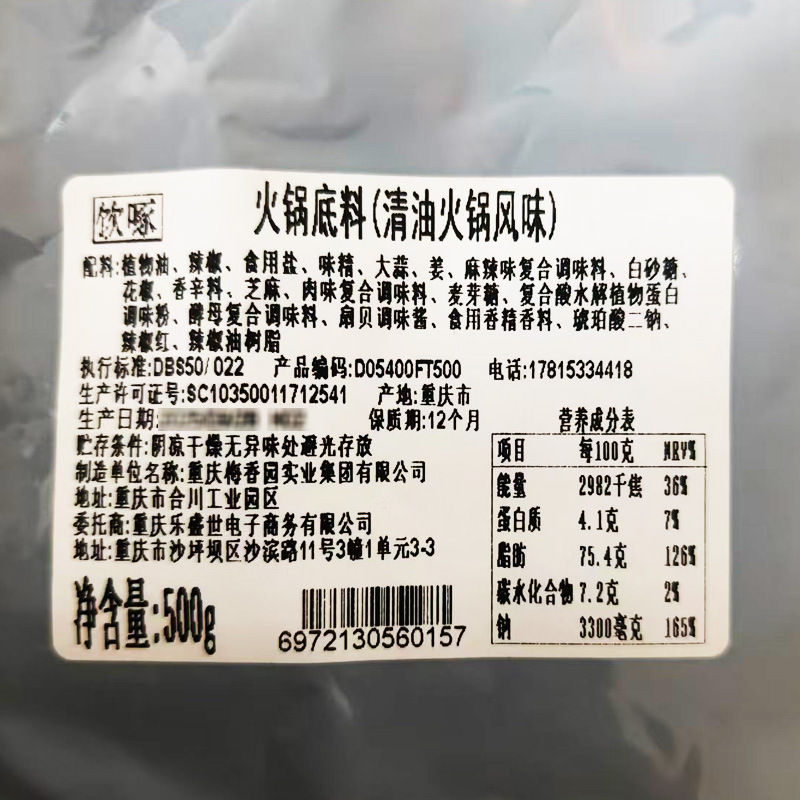 饮啄
火锅底料(清油火锅风味)
配料:植物油、辣椒、食用盐、味精、大蒜、姜、麻辣味复合调味料、白砂糖、
花椒、香辛料、芝麻、肉味复合调味料、麦芽糖、复合酸水解植物蛋白
调味粉、酵母复合调味料、扇贝调味酱、食用香精香料、琥珀酸二钠、
辣椒红、辣椒油树脂
执行标准:DBS50/022 产品编码:D05400FT500 电话:17815334418
生产许可证号:SC10350011712541 产地:重庆市
生产日期: 保质期:12个月
贮存条件:阴凉干燥无异味处避光存放
制造单位名称:重庆梅香园实业集团有限公司
地址:重庆市合川工业园区
委托商:重庆乐盛世电子商务有限公司
地址:重庆市沙坪坝区沙滨路11号3幢1单元3-3
净含量:500g
6972130560157
营养成分表
项目 每100克 NRV%
能量 2982千焦 36%
蛋白质 4.1克 7%
脂肪 75.4克 126%
碳水化合物 7.2克 2%
钠 3300毫克 165%